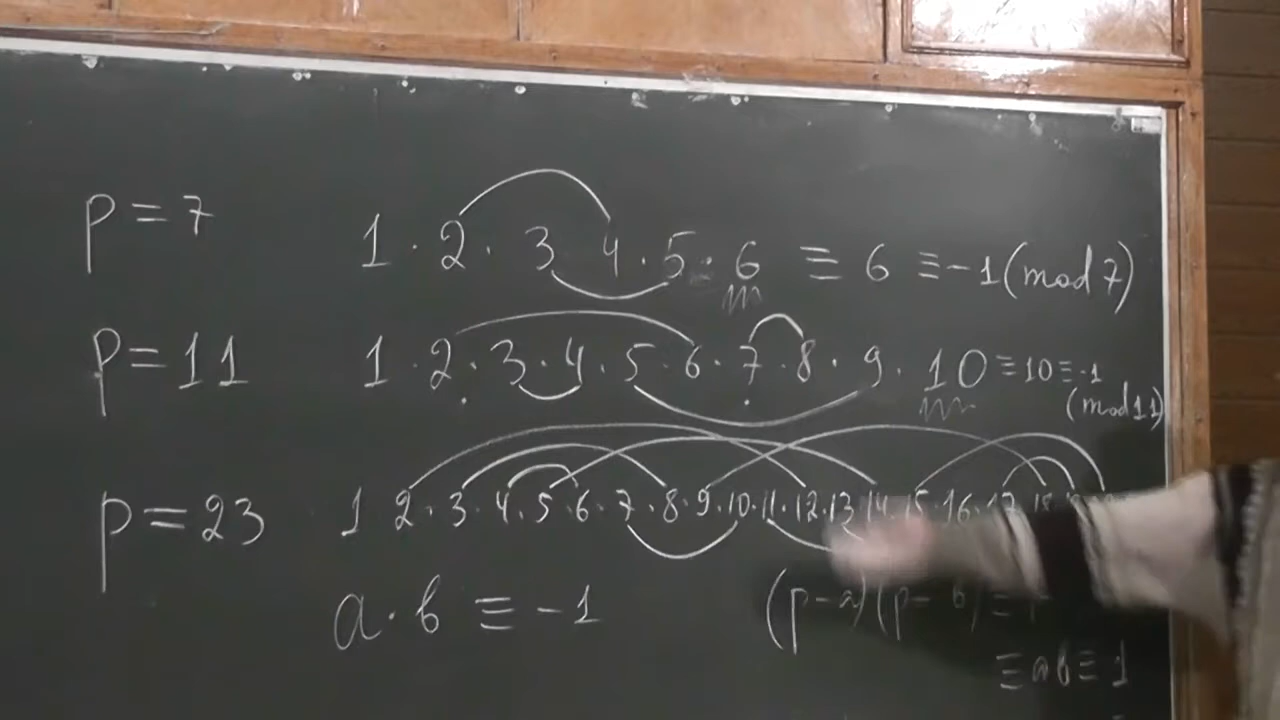 p = 7 1 · 2 · 3 4 · 5 · 6 ≡ 6 ≡ -1 (mod 7)
p = 11 1 · 2 · 3 · 4 · 5 · 6 · 7 · 8 · 9 · 10 ≡ 10 ≡ -1
(mod 11)
p = 23 1 2 · 3 · 4 · 5 · 6 · 7 · 8 · 9 · 10 · 11 · 12 · 13 14 15 16 17 18
a · b ≡ -1 (p - a)(p - b) ≡
≡ ab ≡ 1